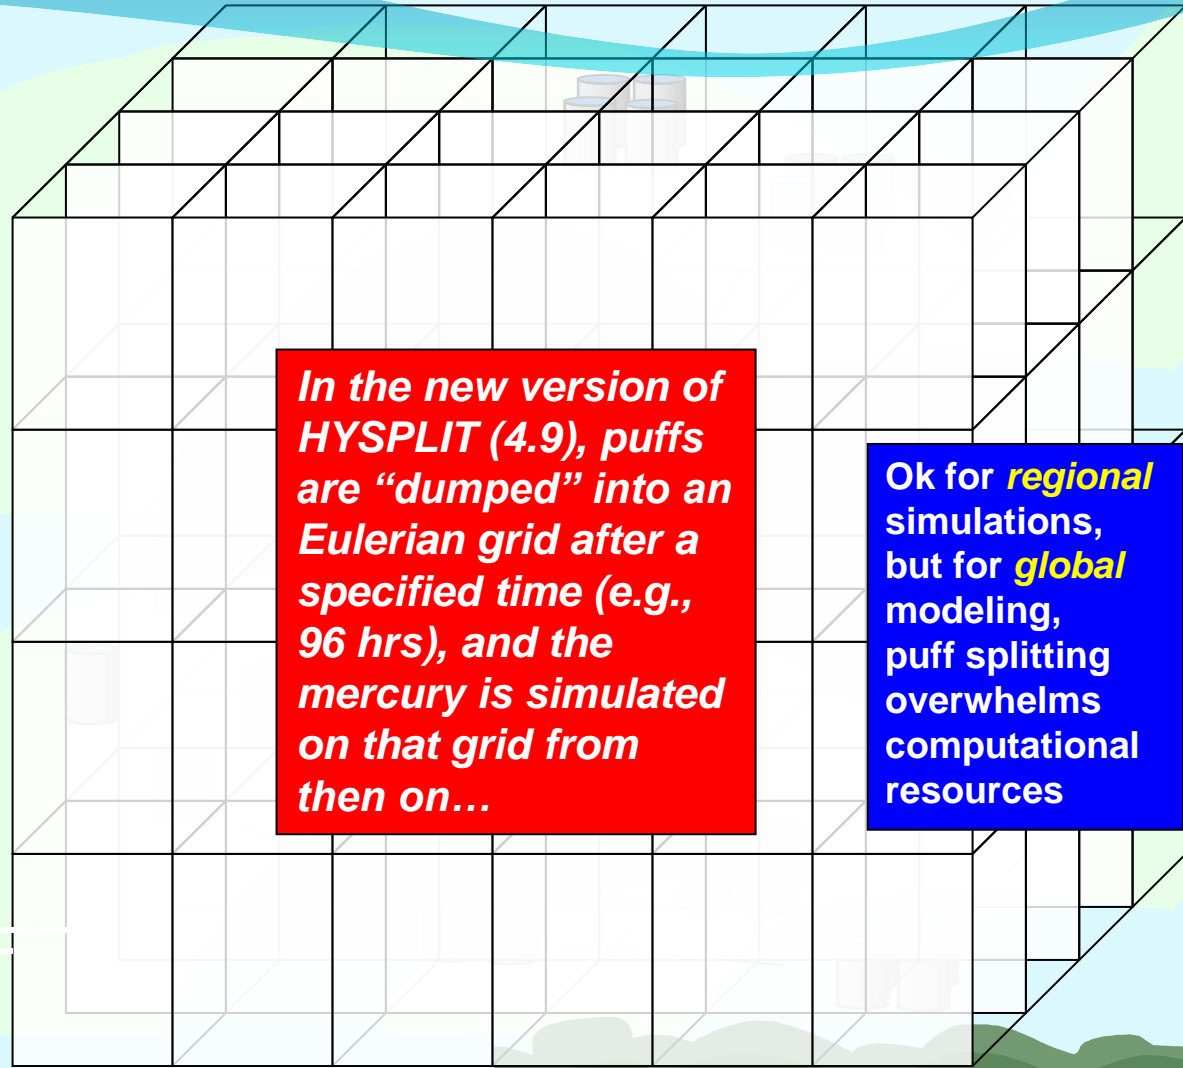 In the new version of
HYSPLIT (4.9), puffs
are “dumped” into an
Eulerian grid after a
specified time (e.g.,
96 hrs), and the
mercury is simulated
on that grid from
then on…
Ok for regional
simulations,
but for global
modeling,
puff splitting
overwhelms
computational
resources